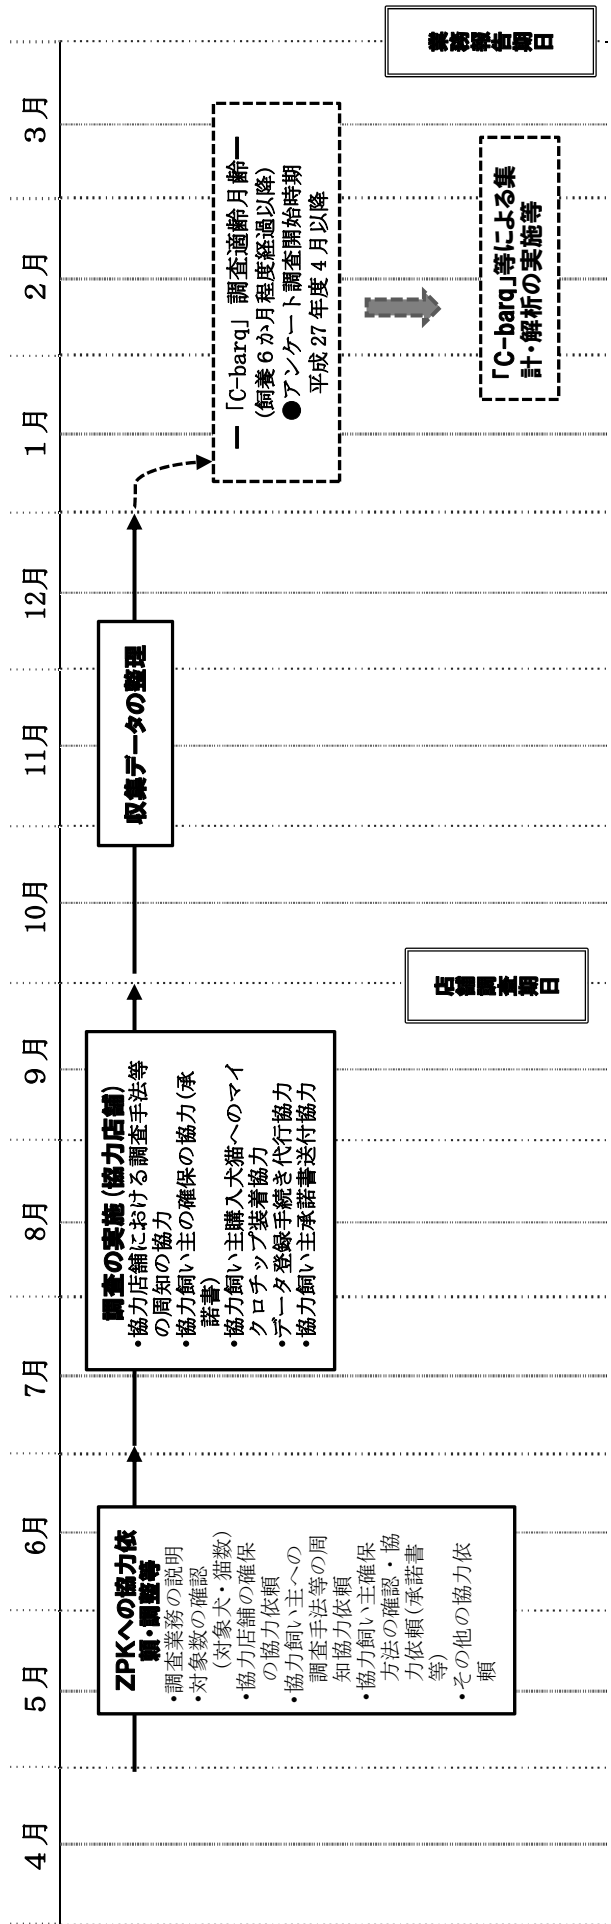 4月
5月
6月
7月
8月
9月
10月
11月
12月
1月
2月
3月
ZPKへの協力依
頼・調整等
・調査業務の説明
・対象数の確認
(対象犬・猫数)
・協力店舗の確保
の協力依頼
・協力飼い主への
調査手法等の周
知協力依頼
・協力飼い主確保
方法の確認・協
力依頼(承諾書
等)
・その他の協力依
頼
調査の実施(協力店舗)
・協力店舗における調査手法等
の周知の協力
・協力飼い主の確保の協力(承
諾書)
・協力飼い主購入犬猫へのマイ
クロチップ装着協力
・データ登録手続き代行協力
・協力飼い主承諾書送付協力
店舗調査期日
収集データの整理
━「C-barq」調査適齢月齢━
(飼養6か月程度経過以降)
●アンケート調査開始時期
平成27年度4月以降
「C-barq」等による集
計・解析の実施等
業務報告期日